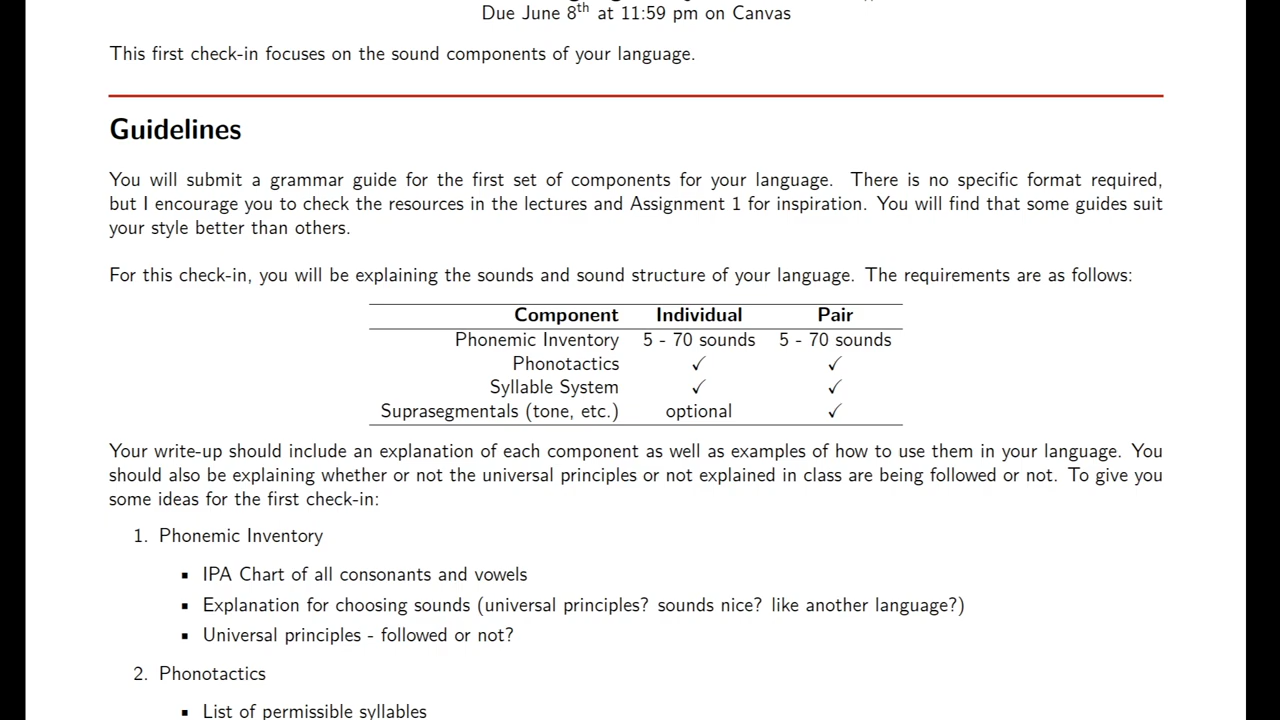 Due June 8th at 11:59 pm on Canvas
This first check-in focuses on the sound components of your language.
Guidelines
You will submit a grammar guide for the first set of components for your language. There is no specific format required,
but I encourage you to check the resources in the lectures and Assignment 1 for inspiration. You will find that some guides suit
your style better than others.
For this check-in, you will be explaining the sounds and sound structure of your language. The requirements are as follows:
Component Individual Pair
Phonemic Inventory 5 - 70 sounds 5 - 70 sounds
Phonotactics ✓ ✓
Syllable System ✓ ✓
Suprasegmentals (tone, etc.) optional ✓
Your write-up should include an explanation of each component as well as examples of how to use them in your language. You
should also be explaining whether or not the universal principles or not explained in class are being followed or not. To give you
some ideas for the first check-in:
1. Phonemic Inventory
▪ IPA Chart of all consonants and vowels
▪ Explanation for choosing sounds (universal principles? sounds nice? like another language?)
▪ Universal principles - followed or not?
2. Phonotactics
▪ List of permissible syllables